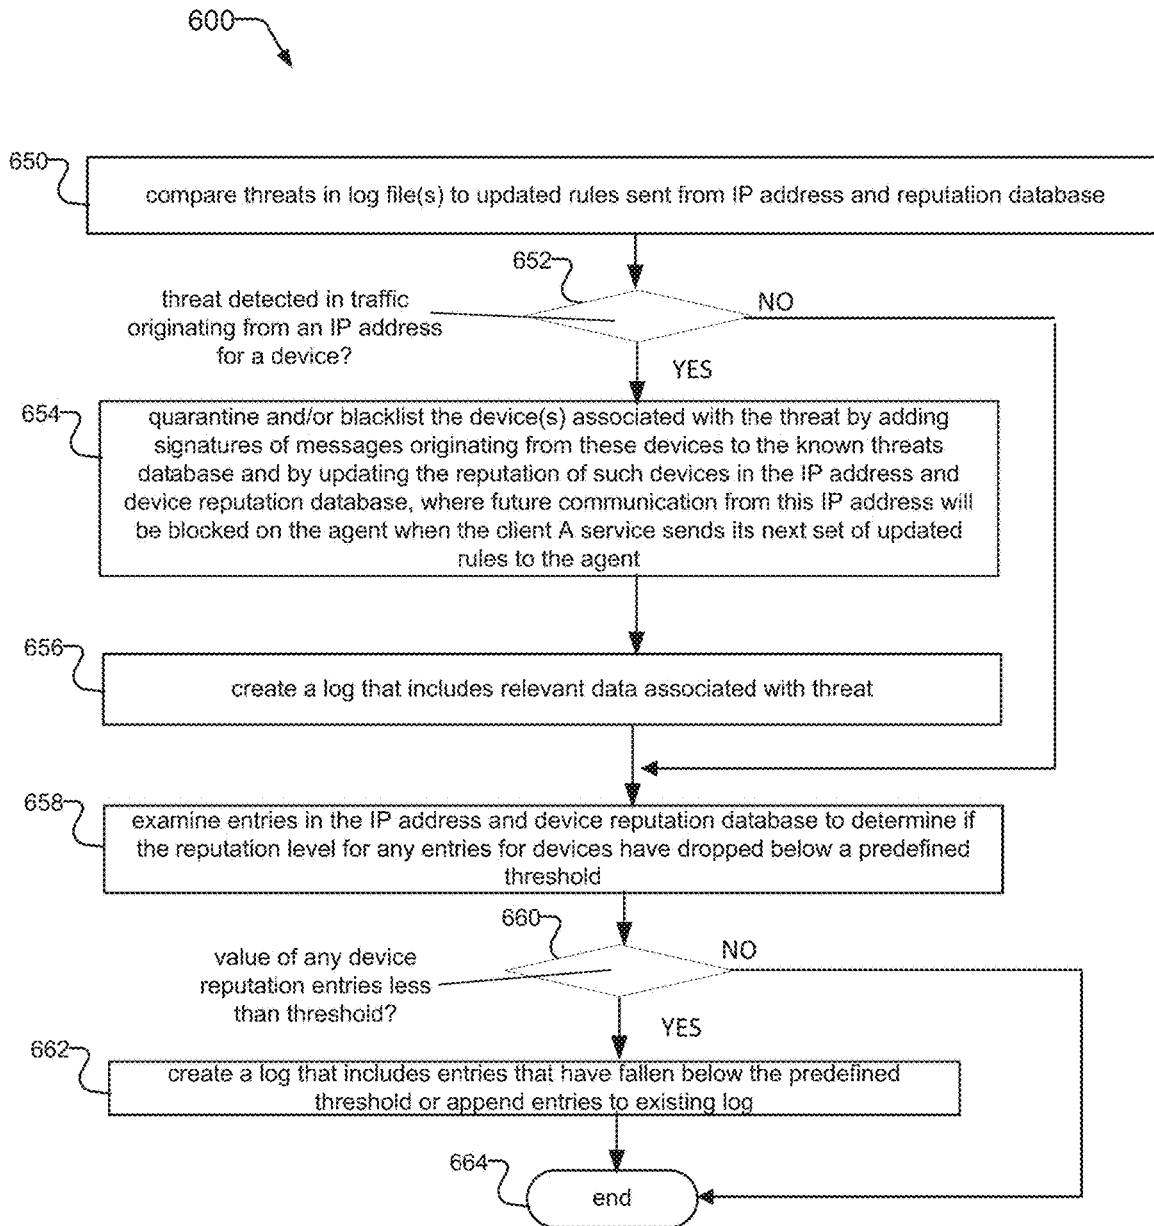 600
650
compare threats in log file(s) to updated rules sent from IP address and reputation database
652
threat detected in traffic
originating from an IP address
for a device?
NO
YES
654
quarantine and/or blacklist the device(s) associated with the threat by adding
signatures of messages originating from these devices to the known threats
database and by updating the reputation of such devices in the IP address and
device reputation database, where future communication from this IP address will
be blocked on the agent when the client A service sends its next set of updated
rules to the agent
656
create a log that includes relevant data associated with threat
658
examine entries in the IP address and device reputation database to determine if
the reputation level for any entries for devices have dropped below a predefined
threshold
660
value of any device
reputation entries less
than threshold?
NO
YES
662
create a log that includes entries that have fallen below the predefined
threshold or append entries to existing log
664
end